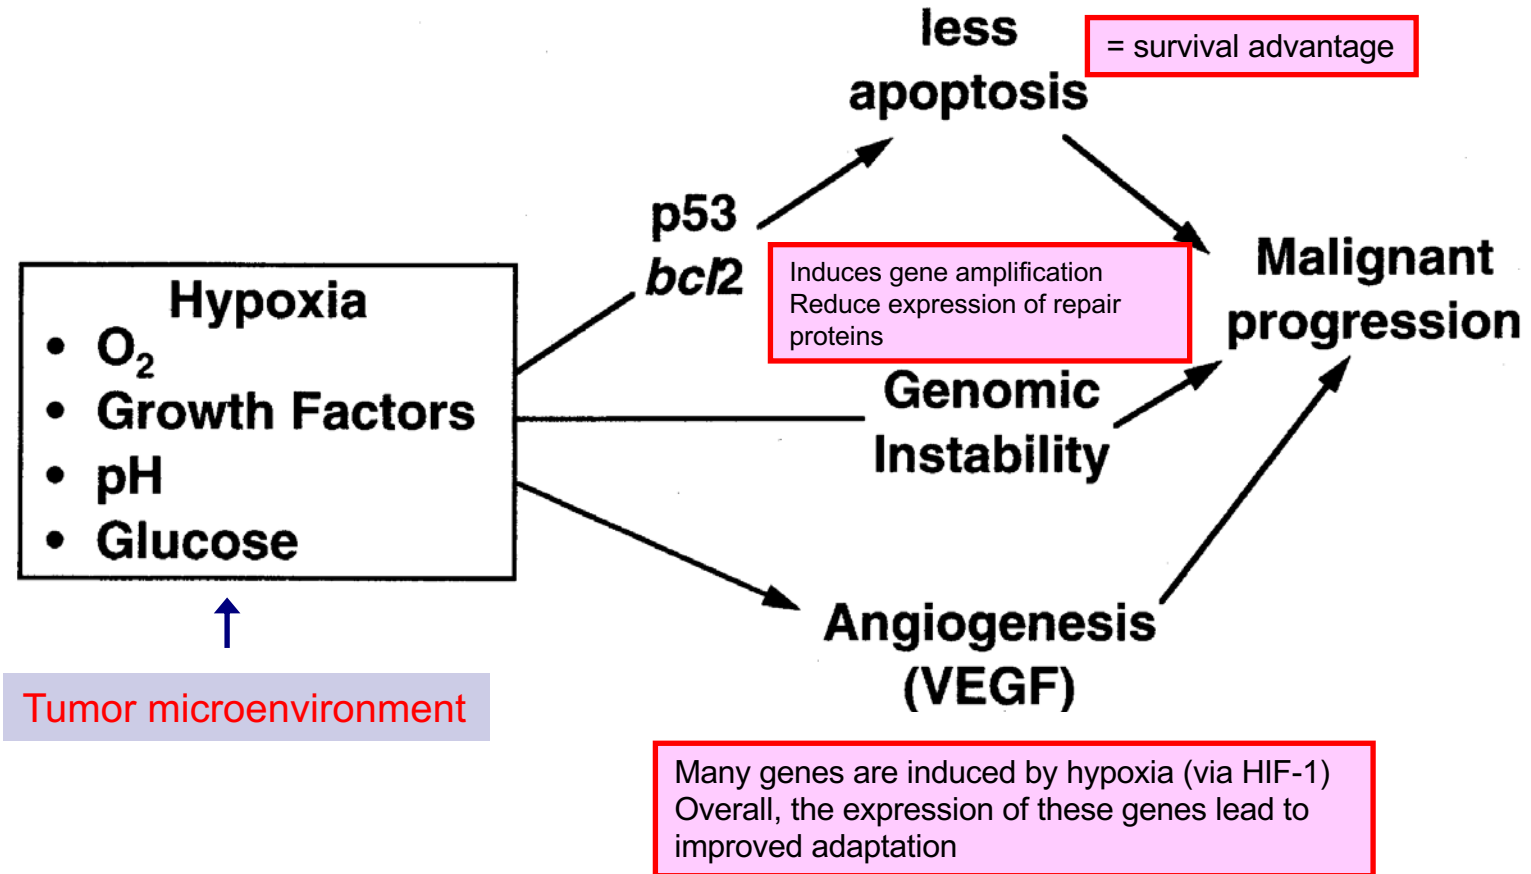 less
apoptosis
= survival advantage
p53
bcl2
Induces gene amplification
Reduce expression of repair
proteins
Malignant
progression
Hypoxia
• O₂
• Growth Factors
• pH
• Glucose
Genomic
Instability
Angiogenesis
(VEGF)
Tumor microenvironment
Many genes are induced by hypoxia (via HIF-1)
Overall, the expression of these genes lead to
improved adaptation